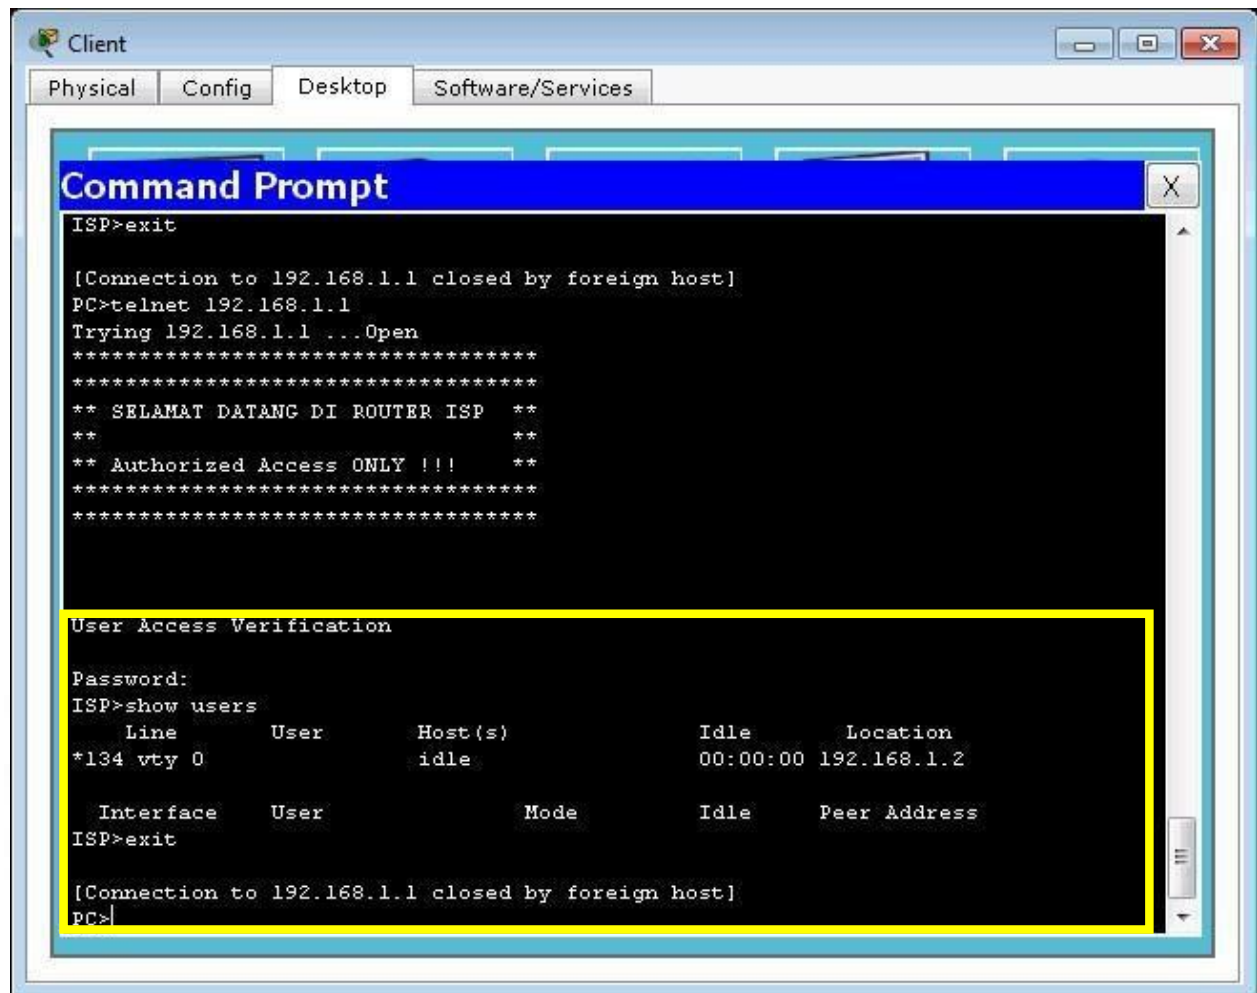 Client
Physical Config Desktop Software/Services
Command Prompt X
ISP>exit
[Connection to 192.168.1.1 closed by foreign host]
PC>telnet 192.168.1.1
Trying 192.168.1.1 ...Open
***********************************
***********************************
** SELAMAT DATANG DI ROUTER ISP **
** **
** Authorized Access ONLY !!! **
***********************************
***********************************
User Access Verification
Password:
ISP>show users
Line User Host(s) Idle Location
*134 vty 0 idle 00:00:00 192.168.1.2
Interface User Mode Idle Peer Address
ISP>exit
[Connection to 192.168.1.1 closed by foreign host]
PC>